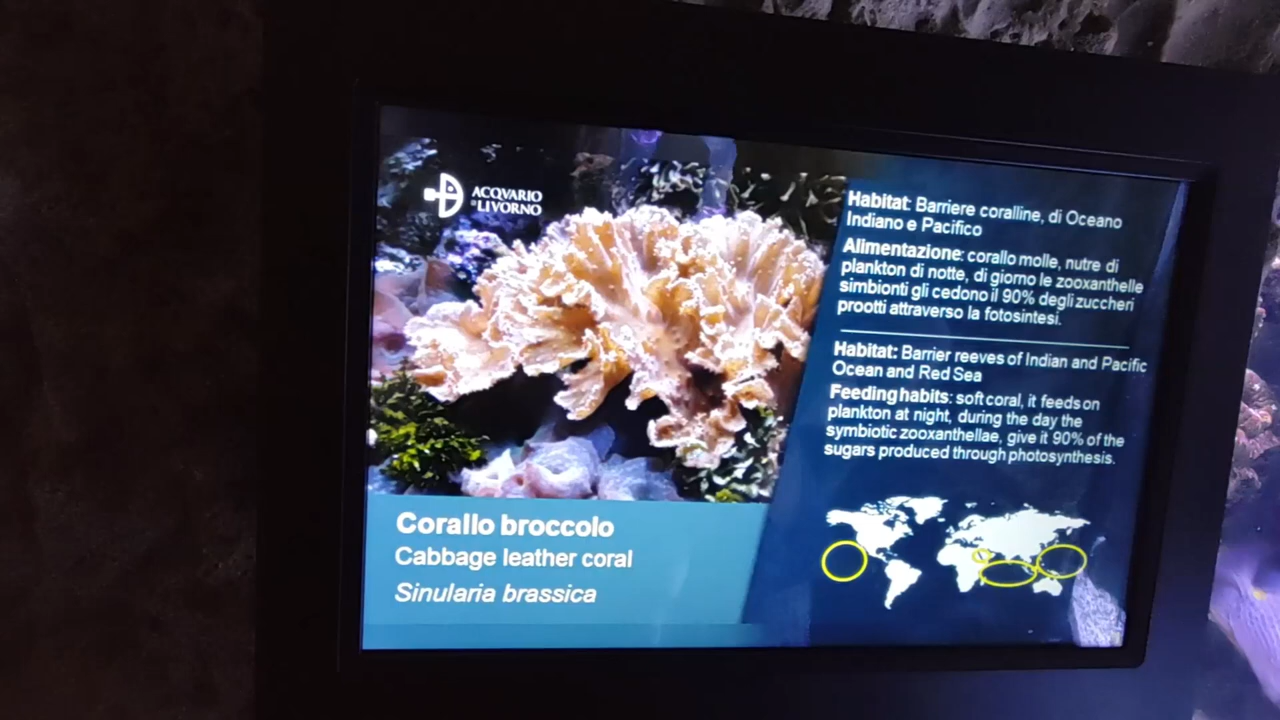 ACQVARIO
DI LIVORNO
Habitat: Barriere coralline, di Oceano
Indiano e Pacifico
Alimentazione: corallo molle, nutre di
plankton di notte, di giorno le zooxanthelle
simbionti gli cedono il 90% degli zuccheri
prootti attraverso la fotosintesi.
Habitat: Barrier reeves of Indian and Pacific
Ocean and Red Sea
Feeding habits: soft coral, it feeds on
plankton at night, during the day the
symbiotic zooxanthellae, give it 90% of the
sugars produced through photosynthesis.
Corallo broccolo
Cabbage leather coral
Sinularia brassica